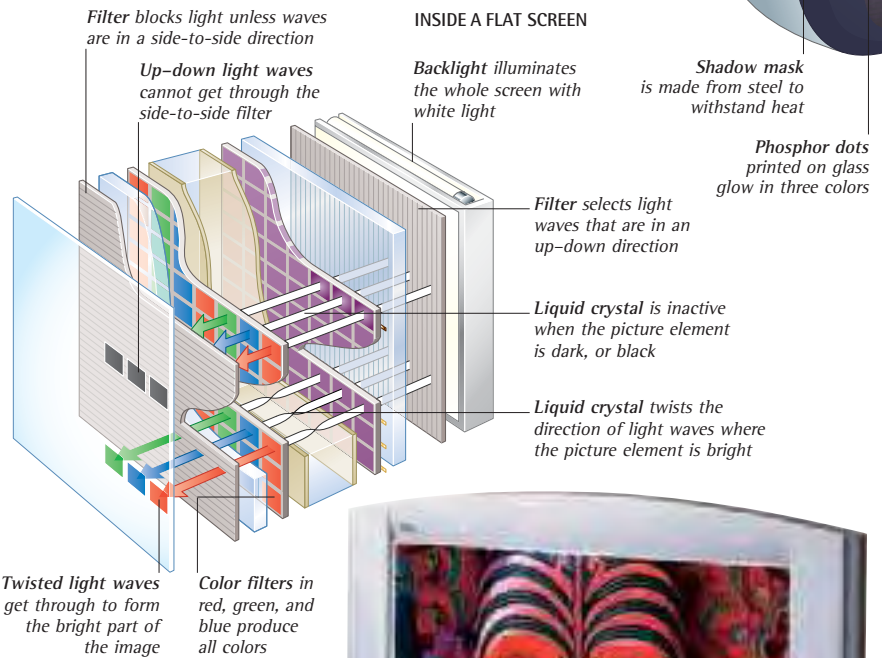 INSIDE A FLAT SCREEN
Filter blocks light unless waves
are in a side-to-side direction
Up–down light waves
cannot get through the
side-to-side filter
Backlight illuminates
the whole screen with
white light
Shadow mask
is made from steel to
withstand heat
Phosphor dots
printed on glass
glow in three colors
Filter selects light
waves that are in an
up–down direction
Liquid crystal is inactive
when the picture element
is dark, or black
Liquid crystal twists the
direction of light waves where
the picture element is bright
Twisted light waves
get through to form
the bright part of
the image
Color filters in
red, green, and
blue produce
all colors